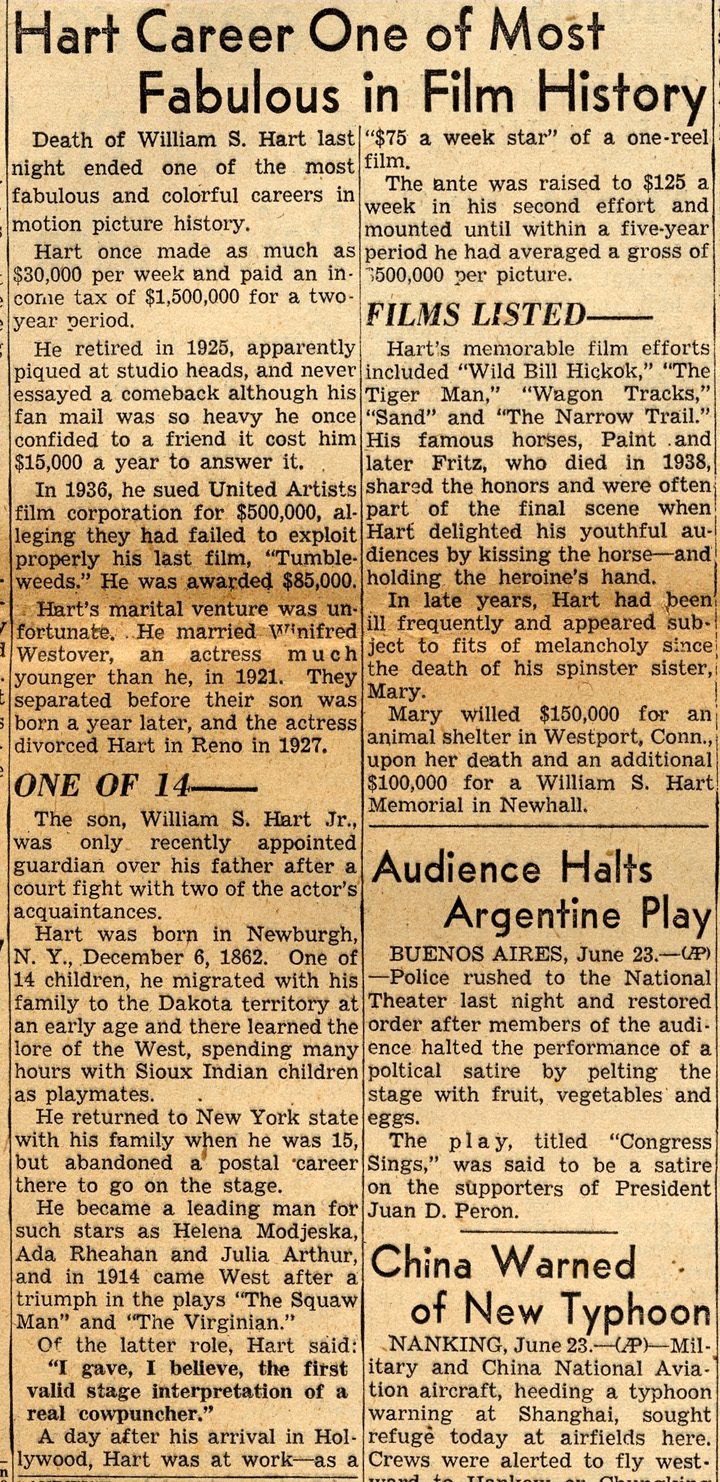 Hart Career One of Most
Fabulous in Film History
Death of William S. Hart last
night ended one of the most
fabulous and colorful careers in
motion picture history.
Hart once made as much as
$30,000 per week and paid an in-
come tax of $1,500,000 for a two-
year period.
He retired in 1925, apparently
piqued at studio heads, and never
essayed a comeback although his
fan mail was so heavy he once
confided to a friend it cost him
$15,000 a year to answer it.
In 1936, he sued United Artists
film corporation for $500,000, al-
leging they had failed to exploit
properly his last film, “Tumble-
weeds.” He was awarded $85,000.
Hart's marital venture was un-
fortunate. He married Winifred
Westover, an actress much
younger than he, in 1921. They
separated before their son was
born a year later, and the actress
divorced Hart in Reno in 1927.
ONE OF 14—
The son, William S. Hart Jr.,
was only recently appointed
guardian over his father after a
court fight with two of the actor's
acquaintances.
Hart was born in Newburgh,
N. Y., December 6, 1862. One of
14 children, he migrated with his
family to the Dakota territory at
an early age and there learned the
lore of the West, spending many
hours with Sioux Indian children
as playmates.
He returned to New York state
with his family when he was 15,
but abandoned a postal career
there to go on the stage.
He became a leading man for
such stars as Helena Modjeska,
Ada Rheahan and Julia Arthur,
and in 1914 came West after a
triumph in the plays “The Squaw
Man” and “The Virginian.”
Of the latter role, Hart said:
“I gave, I believe, the first
valid stage interpretation of a
real cowpuncher.”
A day after his arrival in Hol-
lywood, Hart was at work—as a
“$75 a week star” of a one-reel
film.
The ante was raised to $125 a
week in his second effort and
mounted until within a five-year
period he had averaged a gross of
$500,000 per picture.
FILMS LISTED—
Hart's memorable film efforts
included “Wild Bill Hickok,” “The
Tiger Man,” “Wagon Tracks,”
“Sand” and “The Narrow Trail.”
His famous horses, Paint and
later Fritz, who died in 1938,
shared the honors and were often
part of the final scene when
Hart delighted his youthful au-
diences by kissing the horse—and
holding the heroine's hand.
In late years, Hart had been
ill frequently and appeared sub-
ject to fits of melancholy since
the death of his spinster sister,
Mary.
Mary willed $150,000 for an
animal shelter in Westport, Conn.,
upon her death and an additional
$100,000 for a William S. Hart
Memorial in Newhall.
Audience Halts
Argentine Play
BUENOS AIRES, June 23.—(AP)
—Police rushed to the National
Theater last night and restored
order after members of the audi-
ence halted the performance of a
poltical satire by pelting the
stage with fruit, vegetables and
eggs.
The play, titled “Congress
Sings,” was said to be a satire
on the supporters of President
Juan D. Peron.
China Warned
of New Typhoon
NANKING, June 23.—(AP)—Mil-
itary and China National Avia-
tion aircraft, heeding a typhoon
warning at Shanghai, sought
refuge today at airfields here.
Crews were alerted to fly west-